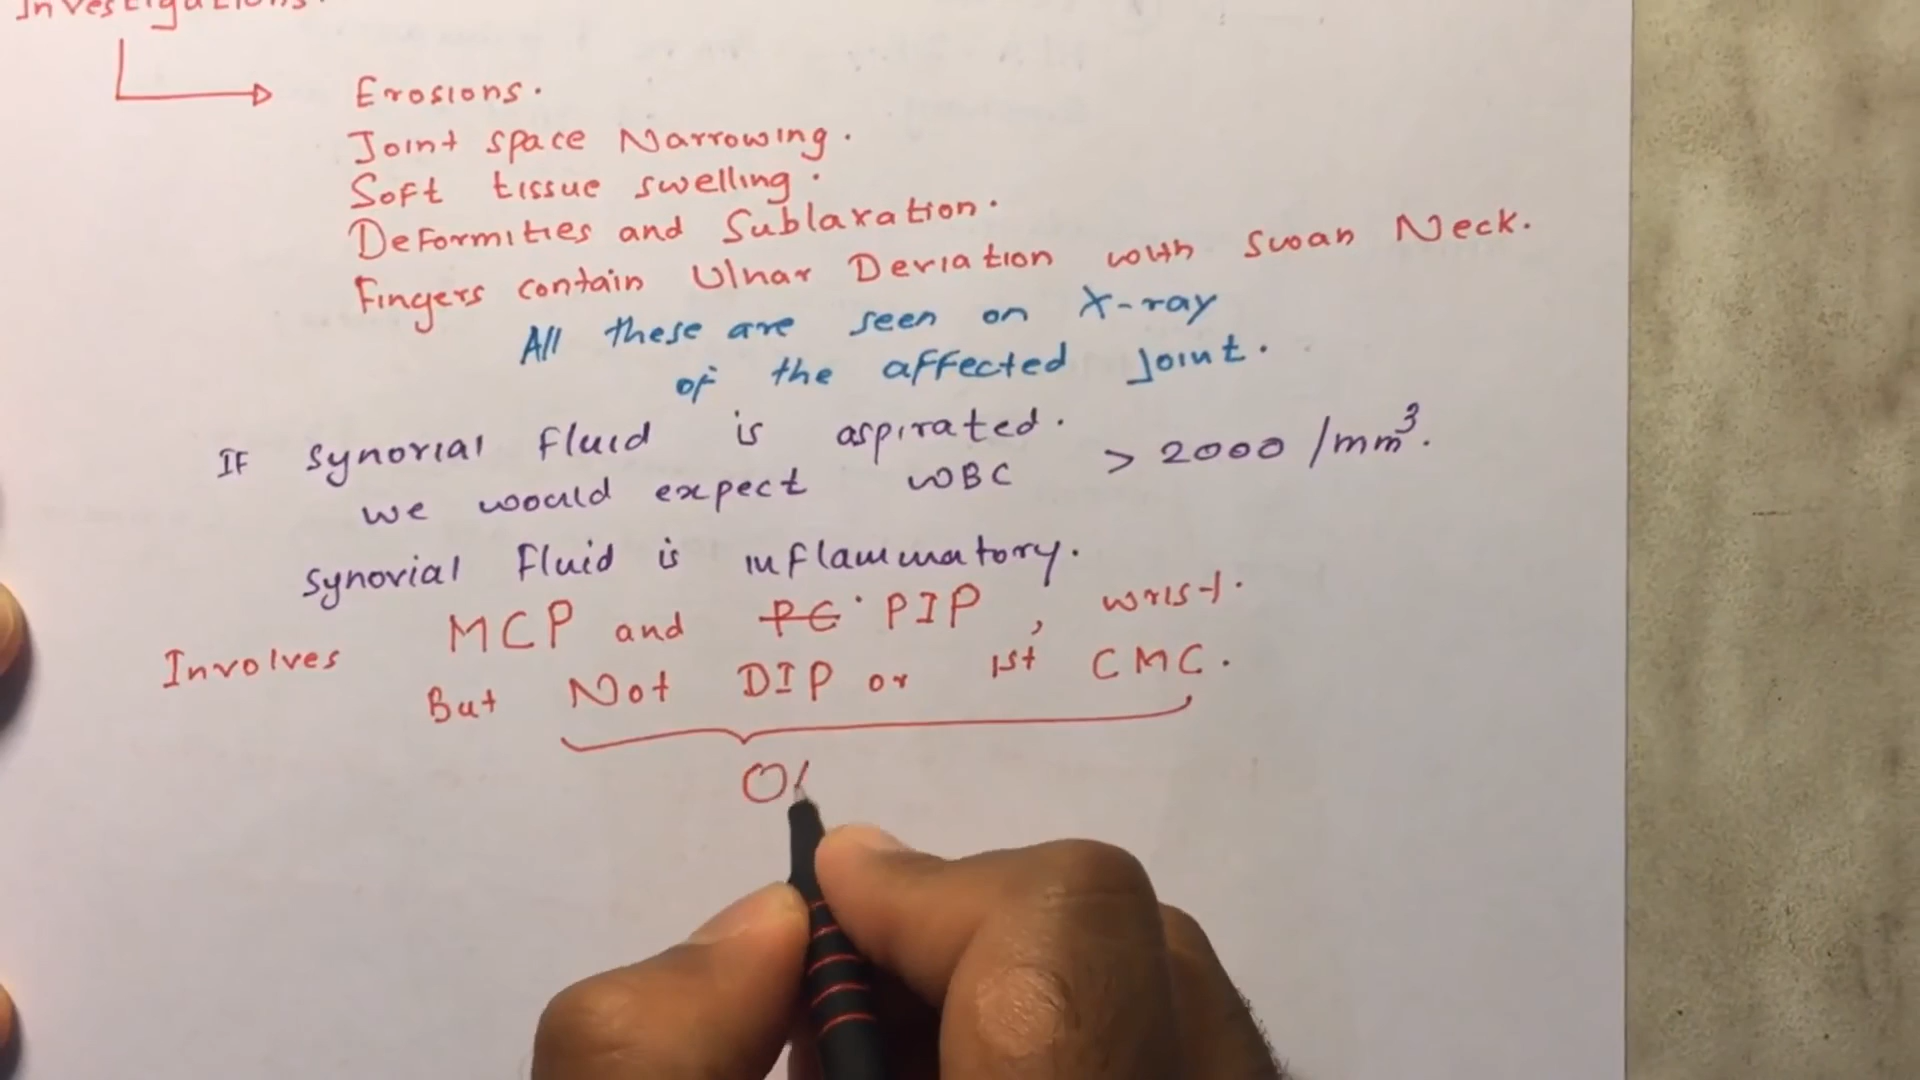 Investigations.
Erosions.
Joint space Narrowing.
Soft tissue swelling.
Deformities and Sublaxation.
Fingers contain Ulnar Deviation with Swan Neck.
All these are seen on X-ray
of the affected Joint.
If synovial fluid is aspirated.
we would expect WBC > 2000 /mm³.
Synovial Fluid is inflammatory.
Involves MCP and PC. PIP, wrist.
But Not DIP or 1st CMC.
O